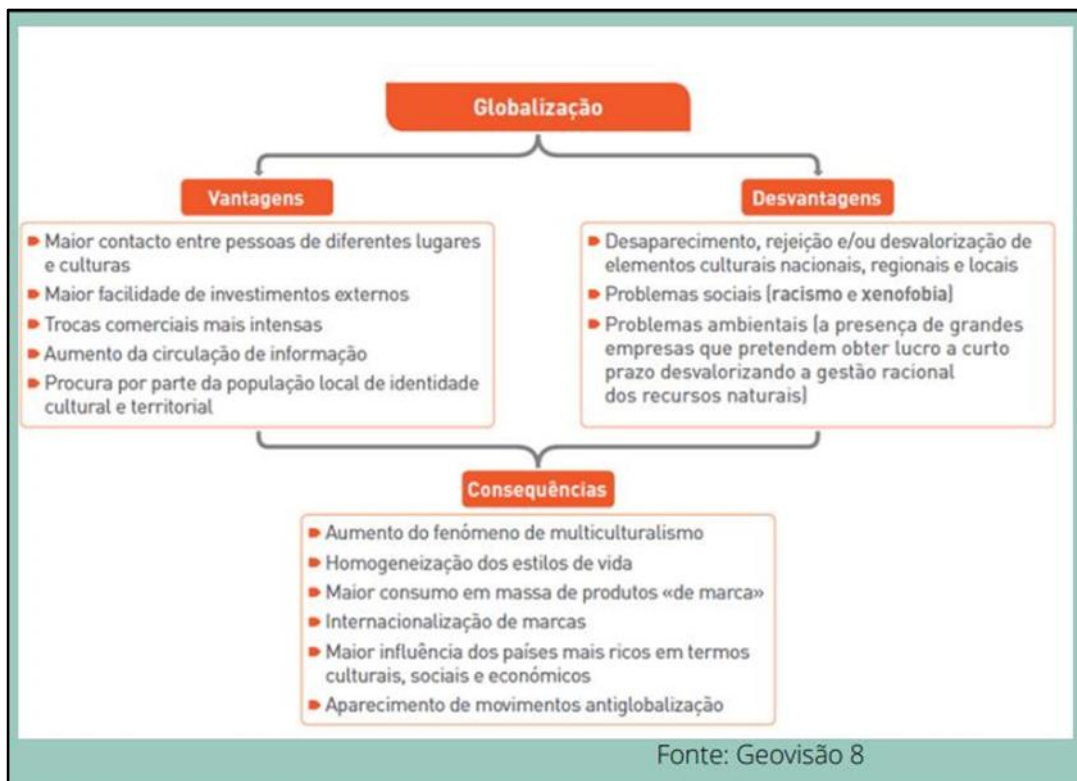 Globalização
Vantagens
Maior contacto entre pessoas de diferentes lugares
e culturas
Maior facilidade de investimentos externos
Trocas comerciais mais intensas
Aumento da circulação de informação
Procura por parte da população local de identidade
cultural e territorial
Desvantagens
Desaparecimento, rejeição e/ou desvalorização de
elementos culturais nacionais, regionais e locais
Problemas sociais (racismo e xenofobia)
Problemas ambientais (a presença de grandes
empresas que pretendem obter lucro a curto
prazo desvalorizando a gestão racional
dos recursos naturais)
Consequências
Aumento do fenómeno de multiculturalismo
Homogeneização dos estilos de vida
Maior consumo em massa de produtos «de marca»
Internacionalização de marcas
Maior influência dos países mais ricos em termos
culturais, sociais e económicos
Aparecimento de movimentos antiglobalização
Fonte: Geovisão 8